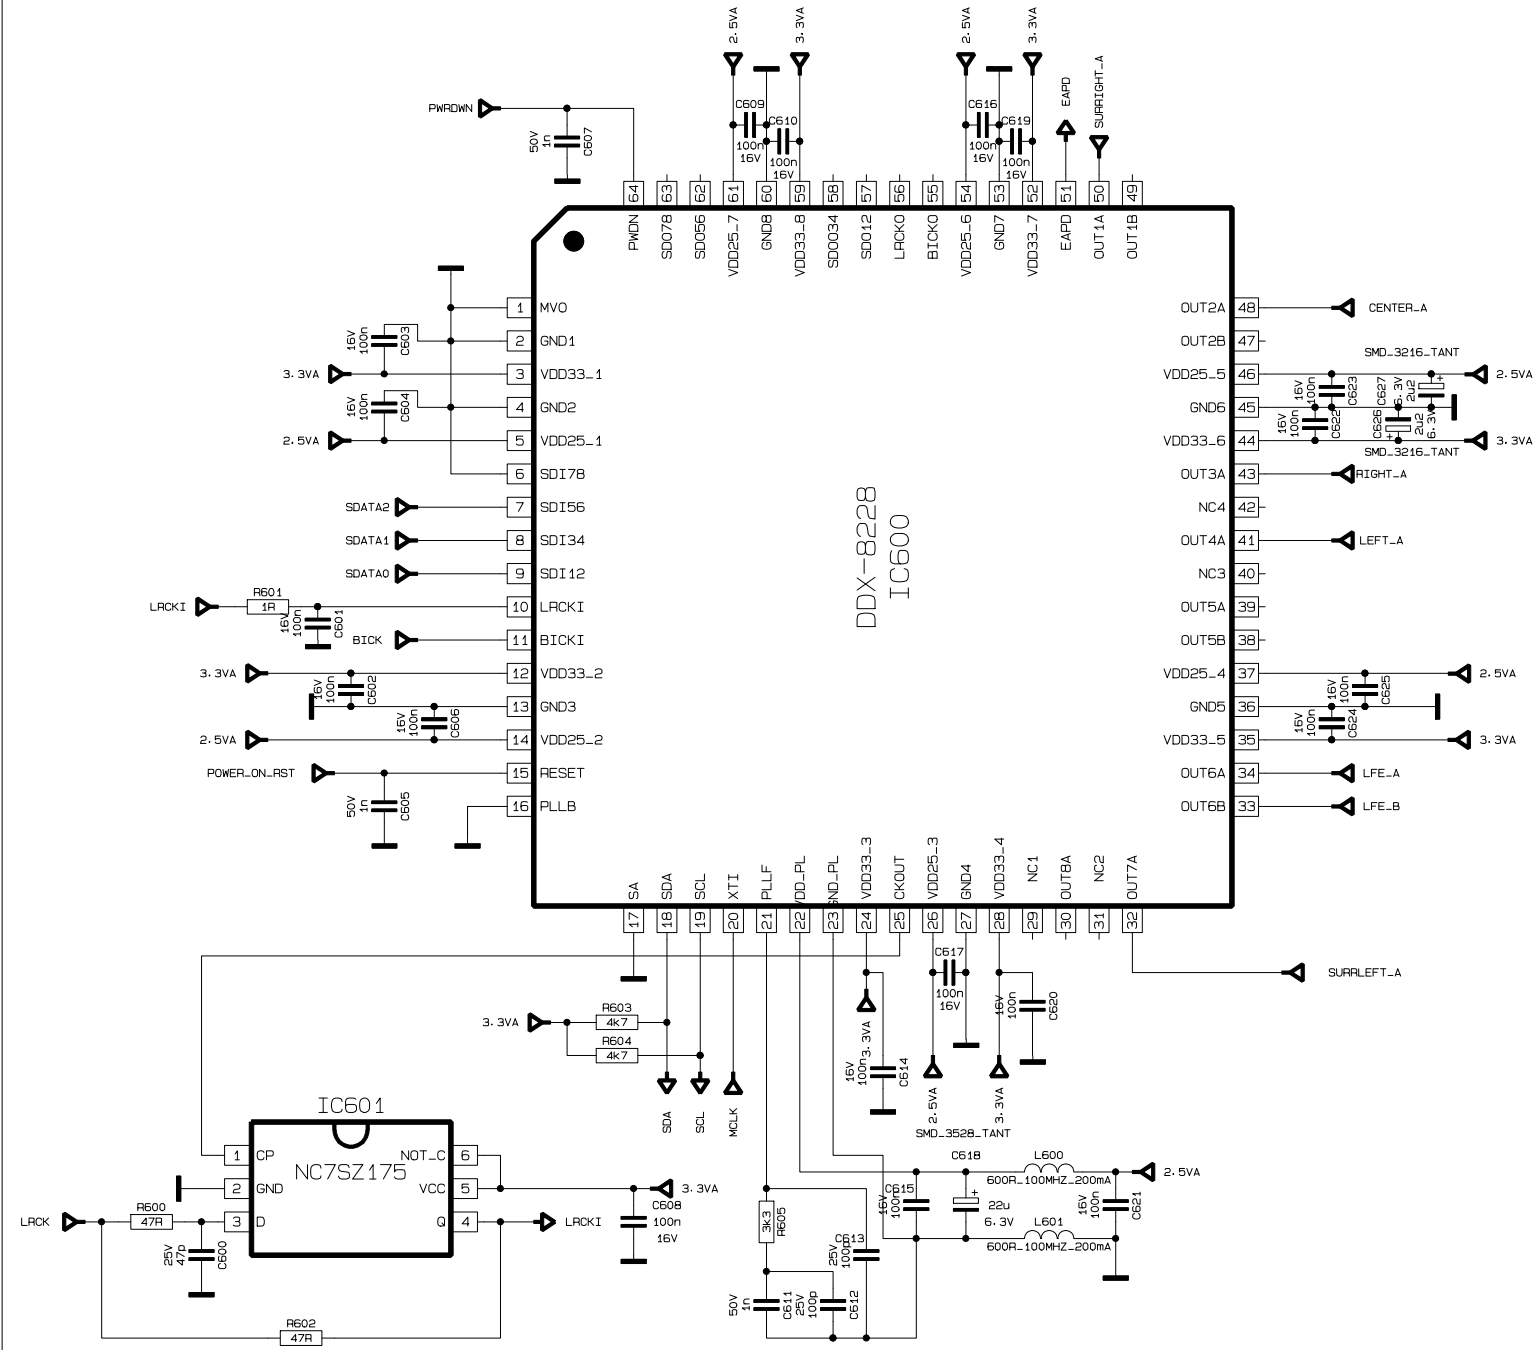 2.5VA
3.3VA
2.5VA
3.3VA
EAPD
SURRIGHT_A
PWRDWN
50V
1n
C607
C609
100n
16V
C610
100n
16V
C616
100n
16V
C619
100n
16V
64
63
62
61
60
59
58
57
56
55
54
53
52
51
50
49
PWDN
SDO78
SDO56
VDD25_7
GND8
VDD33_8
SDOO34
SDO12
LRCKO
BICKO
VDD25_6
GND7
VDD33_7
EAPD
OUT1A
OUT1B
1 MVO
2 GND1
3 VDD33_1
4 GND2
5 VDD25_1
6 SDI78
7 SDI56
8 SDI34
9 SDI12
10 LRCKI
11 BICKI
12 VDD33_2
13 GND3
14 VDD25_2
15 RESET
16 PLLB
16V
100n
C603
3.3VA
16V
100n
C604
2.5VA
SDATA2
SDATA1
SDATA0
LRCKI
R601
1R
16V
100n
C601
BICK
3.3VA
16V
100n
C602
16V
100n
C606
2.5VA
POWER_ON_RST
50V
1n
C605
DDX-8228
IC600
OUT2A 48
OUT2B 47
VDD25_5 46
GND6 45
VDD33_6 44
OUT3A 43
NC4 42
OUT4A 41
NC3 40
OUT5A 39
OUT5B 38
VDD25_4 37
GND5 36
VDD33_5 35
OUT6A 34
OUT6B 33
CENTER_A
SMD_3216_TANT
2.5VA
16V
100n
C623
C627
6.3V
2u2
+
16V
100n
C622
C626
2u2
6.3V
+
3.3VA
SMD_3216_TANT
RIGHT_A
LEFT_A
2.5VA
16V
100n
C625
16V
100n
C624
3.3VA
LFE_A
LFE_B
SA
SDA
SCL
XTI
PLLF
VDD_PL
GND_PL
VDD33_3
CKOUT
VDD25_3
GND4
VDD33_4
NC1
OUT8A
NC2
OUT7A
17
18
19
20
21
22
23
24
25
26
27
28
29
30
31
32
SURRLEFT_A
C617
100n
16V
16V
100n
C620
3.3VA
R603
4k7
R604
4k7
3.3VA
16V
100n
C614
SDA
SCL
MCLK
2.5VA
3.3VA
SMD_3528_TANT
IC601
NC7SZ175
1 CP
2 GND
3 D
NOT_C 6
VCC 5
Q 4
LRCK
R600
47R
25V
47p
C600
R602
47R
3.3VA
C608
100n
16V
LRCKI
3k3
R605
50V
1n
C611
25V
100p
C612
C613
25V
100p
C615
16V
100n
C618
+
22u
6.3V
L600
600R_100MHZ_200mA
L601
600R_100MHZ_200mA
16V
100n
C621
2.5VA